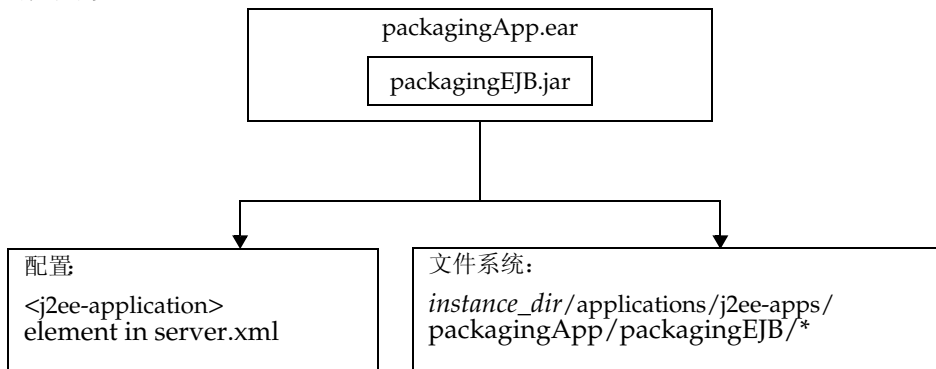 packagingApp.ear
packagingEJB.jar
配置:
<j2ee-application>
element in server.xml
文件系统:
instance_dir/applications/j2ee-apps/
packagingApp/packagingEJB/*